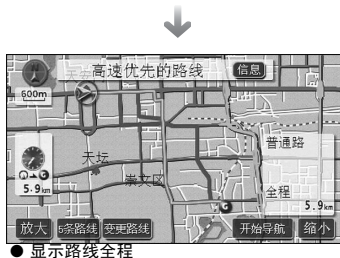 高速优先的路线
信息
600m
普通路
天坛
崇文区
5.9km
全程
5.9km
放大
5条路线
变更路线
开始导航
缩小
● 显示路线全程